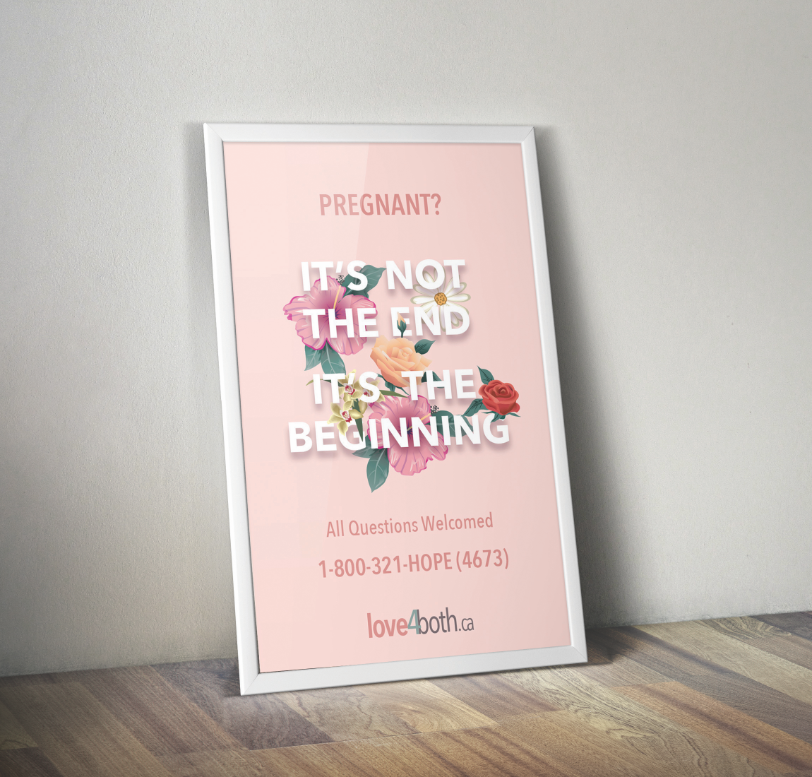 PREGNANT?
IT'S NOT
THE END
IT'S THE
BEGINNING
All Questions Welcomed
1-800-321-HOPE (4673)
love4both.ca